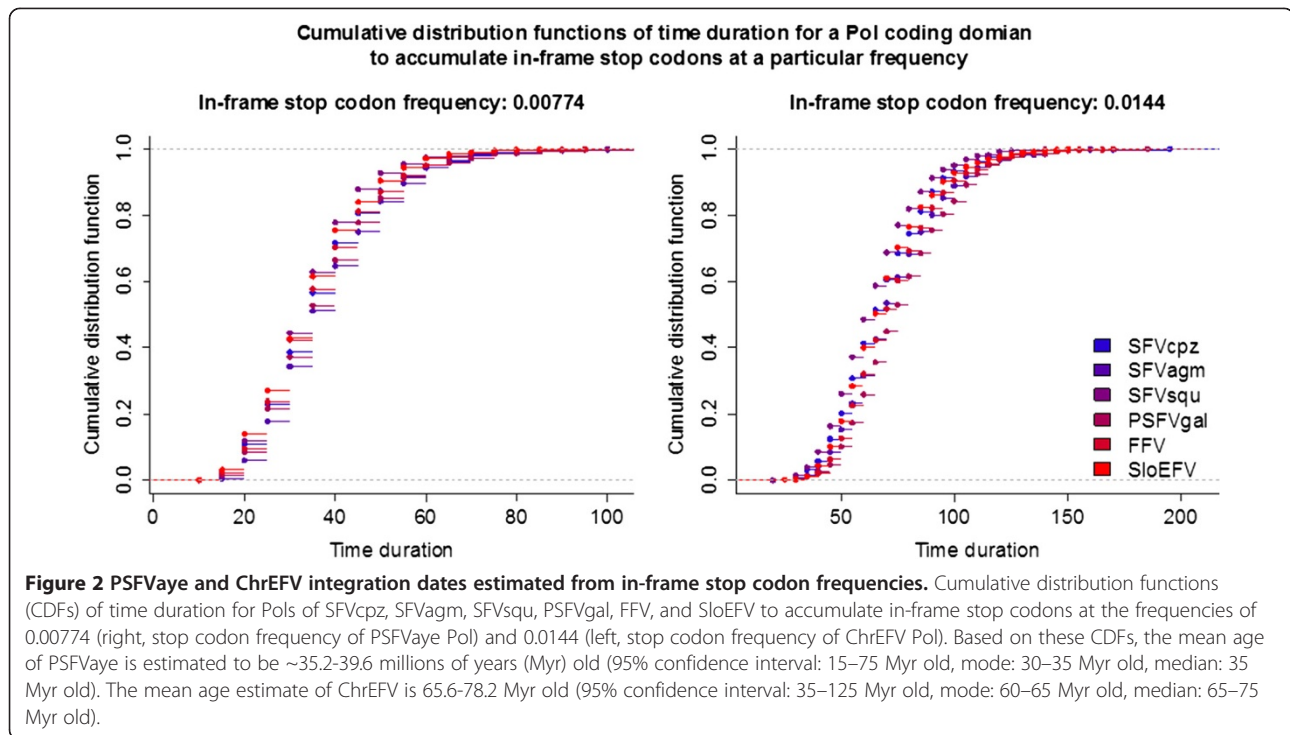 Cumulative distribution functions of time duration for a Pol coding domian
to accumulate in-frame stop codons at a particular frequency
In-frame stop codon frequency: 0.00774
Cumulative distribution function
1.0
0.8
0.6
0.4
0.2
0.0
0 20 40 60 80 100
Time duration
In-frame stop codon frequency: 0.0144
Cumulative distribution function
1.0
0.8
0.6
0.4
0.2
0.0
50 100 150 200
Time duration
SFVcpz
SFVagm
SFVsqu
PSFVgal
FFV
SloEFV
Figure 2 PSFVaye and ChrEFV integration dates estimated from in-frame stop codon frequencies. Cumulative distribution functions
(CDFs) of time duration for Pols of SFVcpz, SFVagm, SFVsqu, PSFVgal, FFV, and SloEFV to accumulate in-frame stop codons at the frequencies of
0.00774 (right, stop codon frequency of PSFVaye Pol) and 0.0144 (left, stop codon frequency of ChrEFV Pol). Based on these CDFs, the mean age
of PSFVaye is estimated to be ~35.2-39.6 millions of years (Myr) old (95% confidence interval: 15–75 Myr old, mode: 30–35 Myr old, median: 35
Myr old). The mean age estimate of ChrEFV is 65.6-78.2 Myr old (95% confidence interval: 35–125 Myr old, mode: 60–65 Myr old, median: 65–75
Myr old).